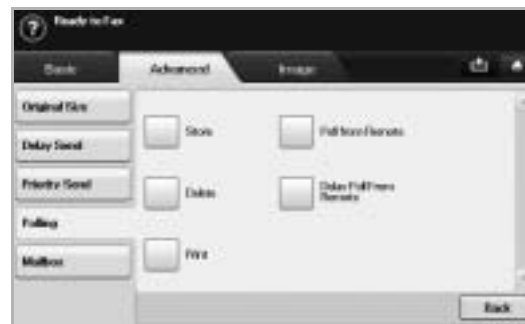 Ready to Fax
Basic
Advanced
Image
Original Size
Delay Send
Priority Send
Polling
Mailbox
Store
Poll from Remote
Delete
Delay Poll From
Remote
Print
Back